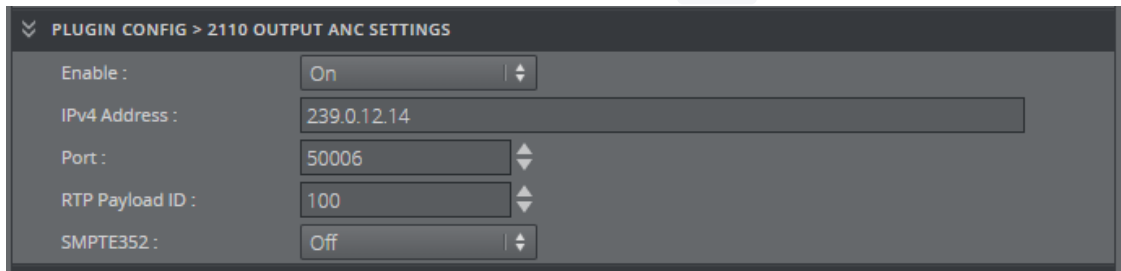 PLUGIN CONFIG > 2110 OUTPUT ANC SETTINGS
Enable : On
IPv4 Address : 239.0.12.14
Port : 50006
RTP Payload ID : 100
SMPTE352 : Off